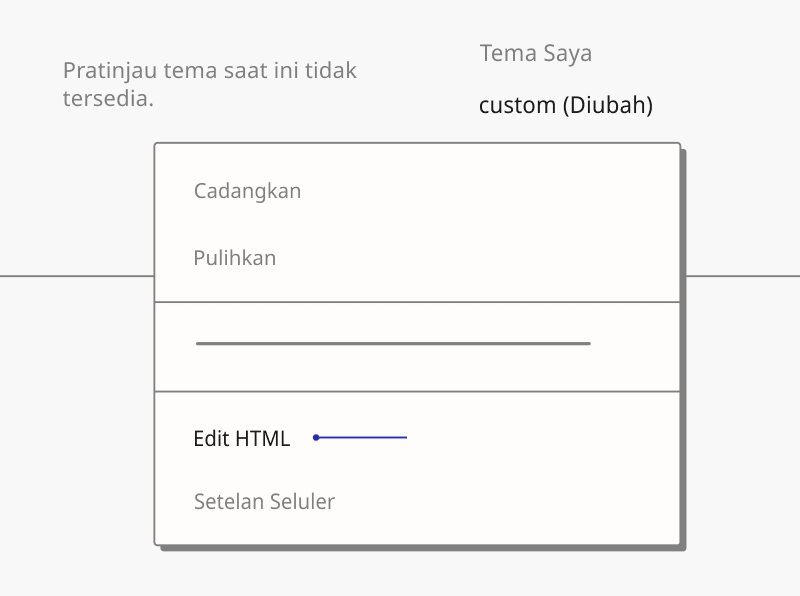 Pratinjau tema saat ini tidak
tersedia.
Tema Saya
custom (Diubah)
Cadangkan
Pulihkan
Edit HTML
Setelan Seluler